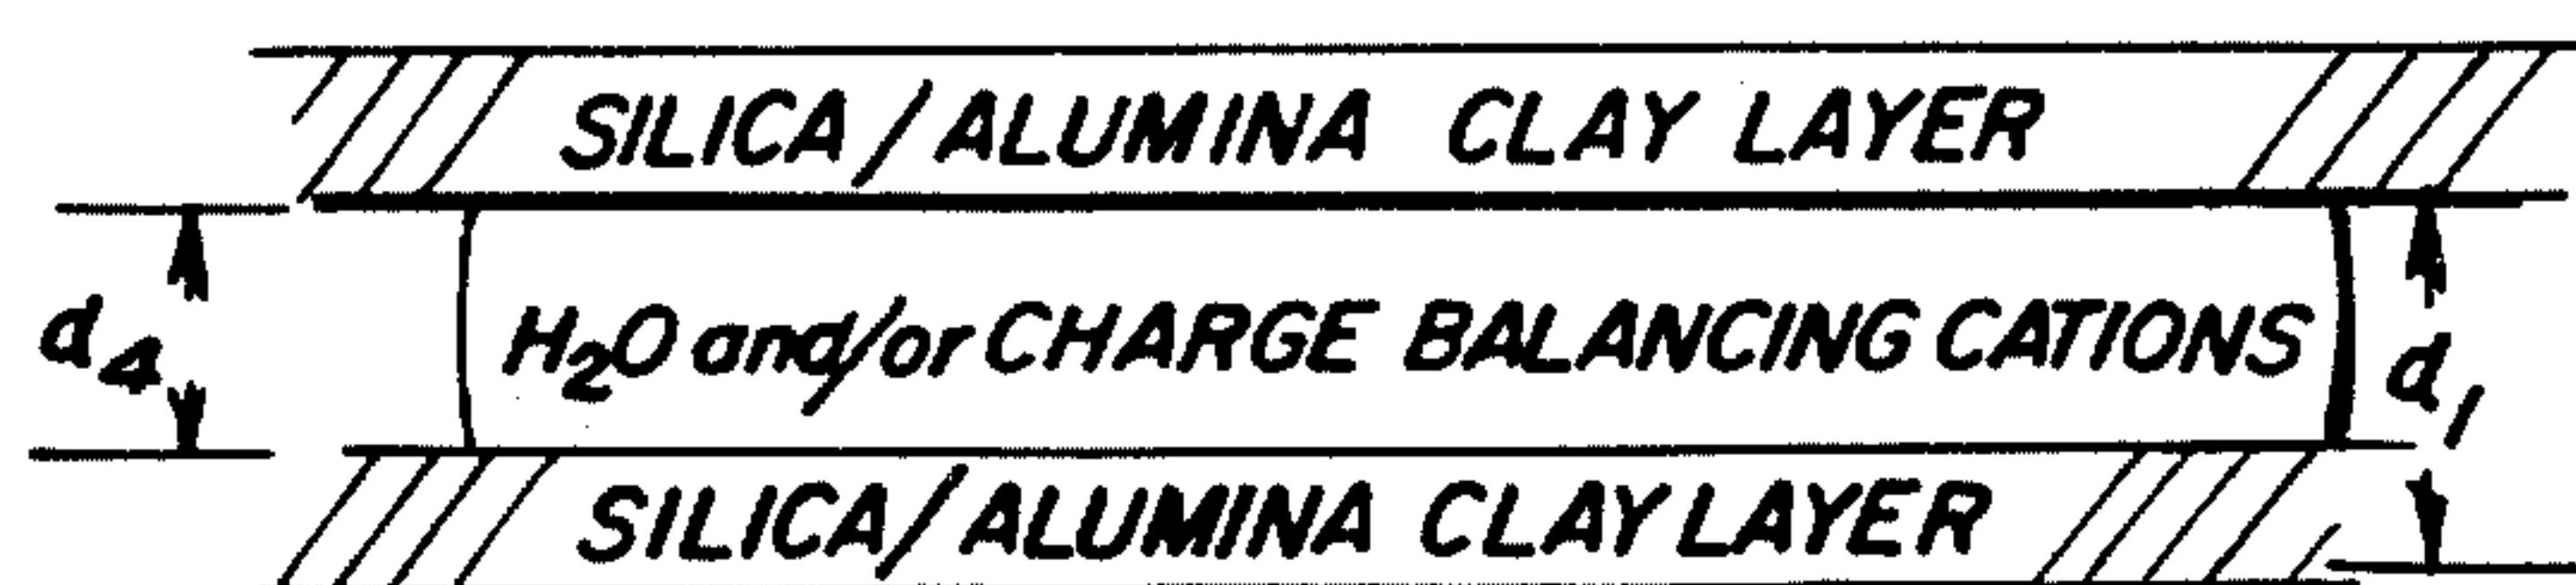 SILICA/ALUMINA CLAY LAYER
d4 H2O and/or CHARGE BALANCING CATIONS d1
SILICA/ALUMINA CLAY LAYER